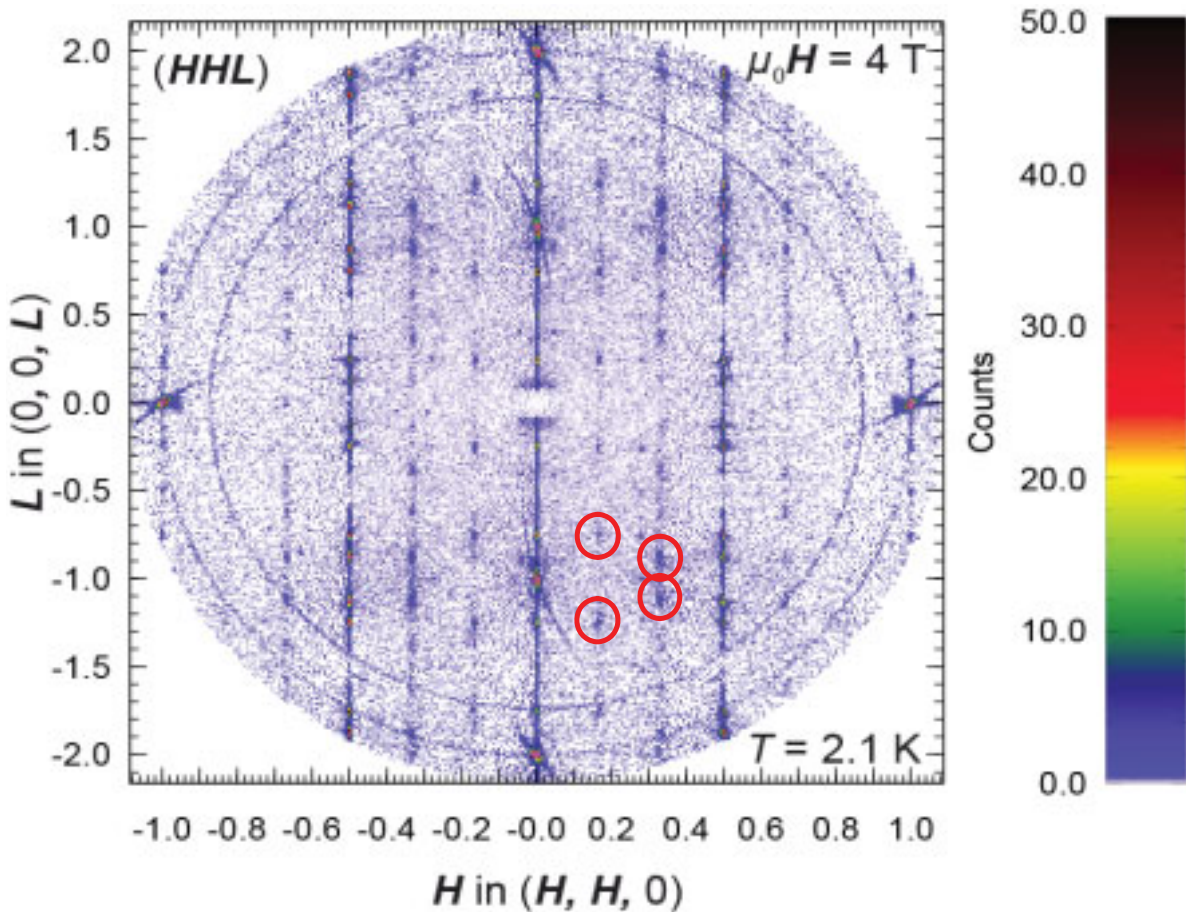 (HHL)
μ₀H = 4 T
T = 2.1 K
2.0
1.5
1.0
0.5
0.0
-0.5
-1.0
-1.5
-2.0
L in (0, 0, L)
-1.0 -0.8 -0.6 -0.4 -0.2 -0.0 0.2 0.4 0.6 0.8 1.0
H in (H, H, 0)
50.0
40.0
30.0
20.0
10.0
0.0
Counts